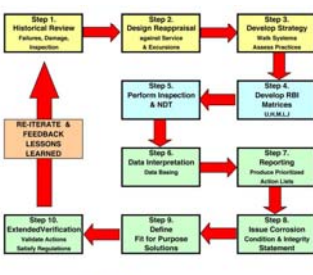 Step 1.
Historical Review
Failures, Damage,
Inspection
Step 2.
Design Reappraisal
against Service
& Excursions
Step 3.
Develop Strategy
Walk Systems
Assess Practices
Step 4.
Develop RBI
Matrices
Step 5.
Perform Inspection
& NDT
Step 6.
Data Interpretation
Data Basing
Step 7.
Reporting
Produce Prioritized
Action Lists
Step 8.
Issue Corrosion
Condition & Integrity
Statement
Step 9.
Define
Fit for Purpose
Solutions
Step 10.
ExtendedVerification
Validate Actions
Satisfy Regulations
RE-ITERATE &
FEEDBACK
LESSONS
LEARNED